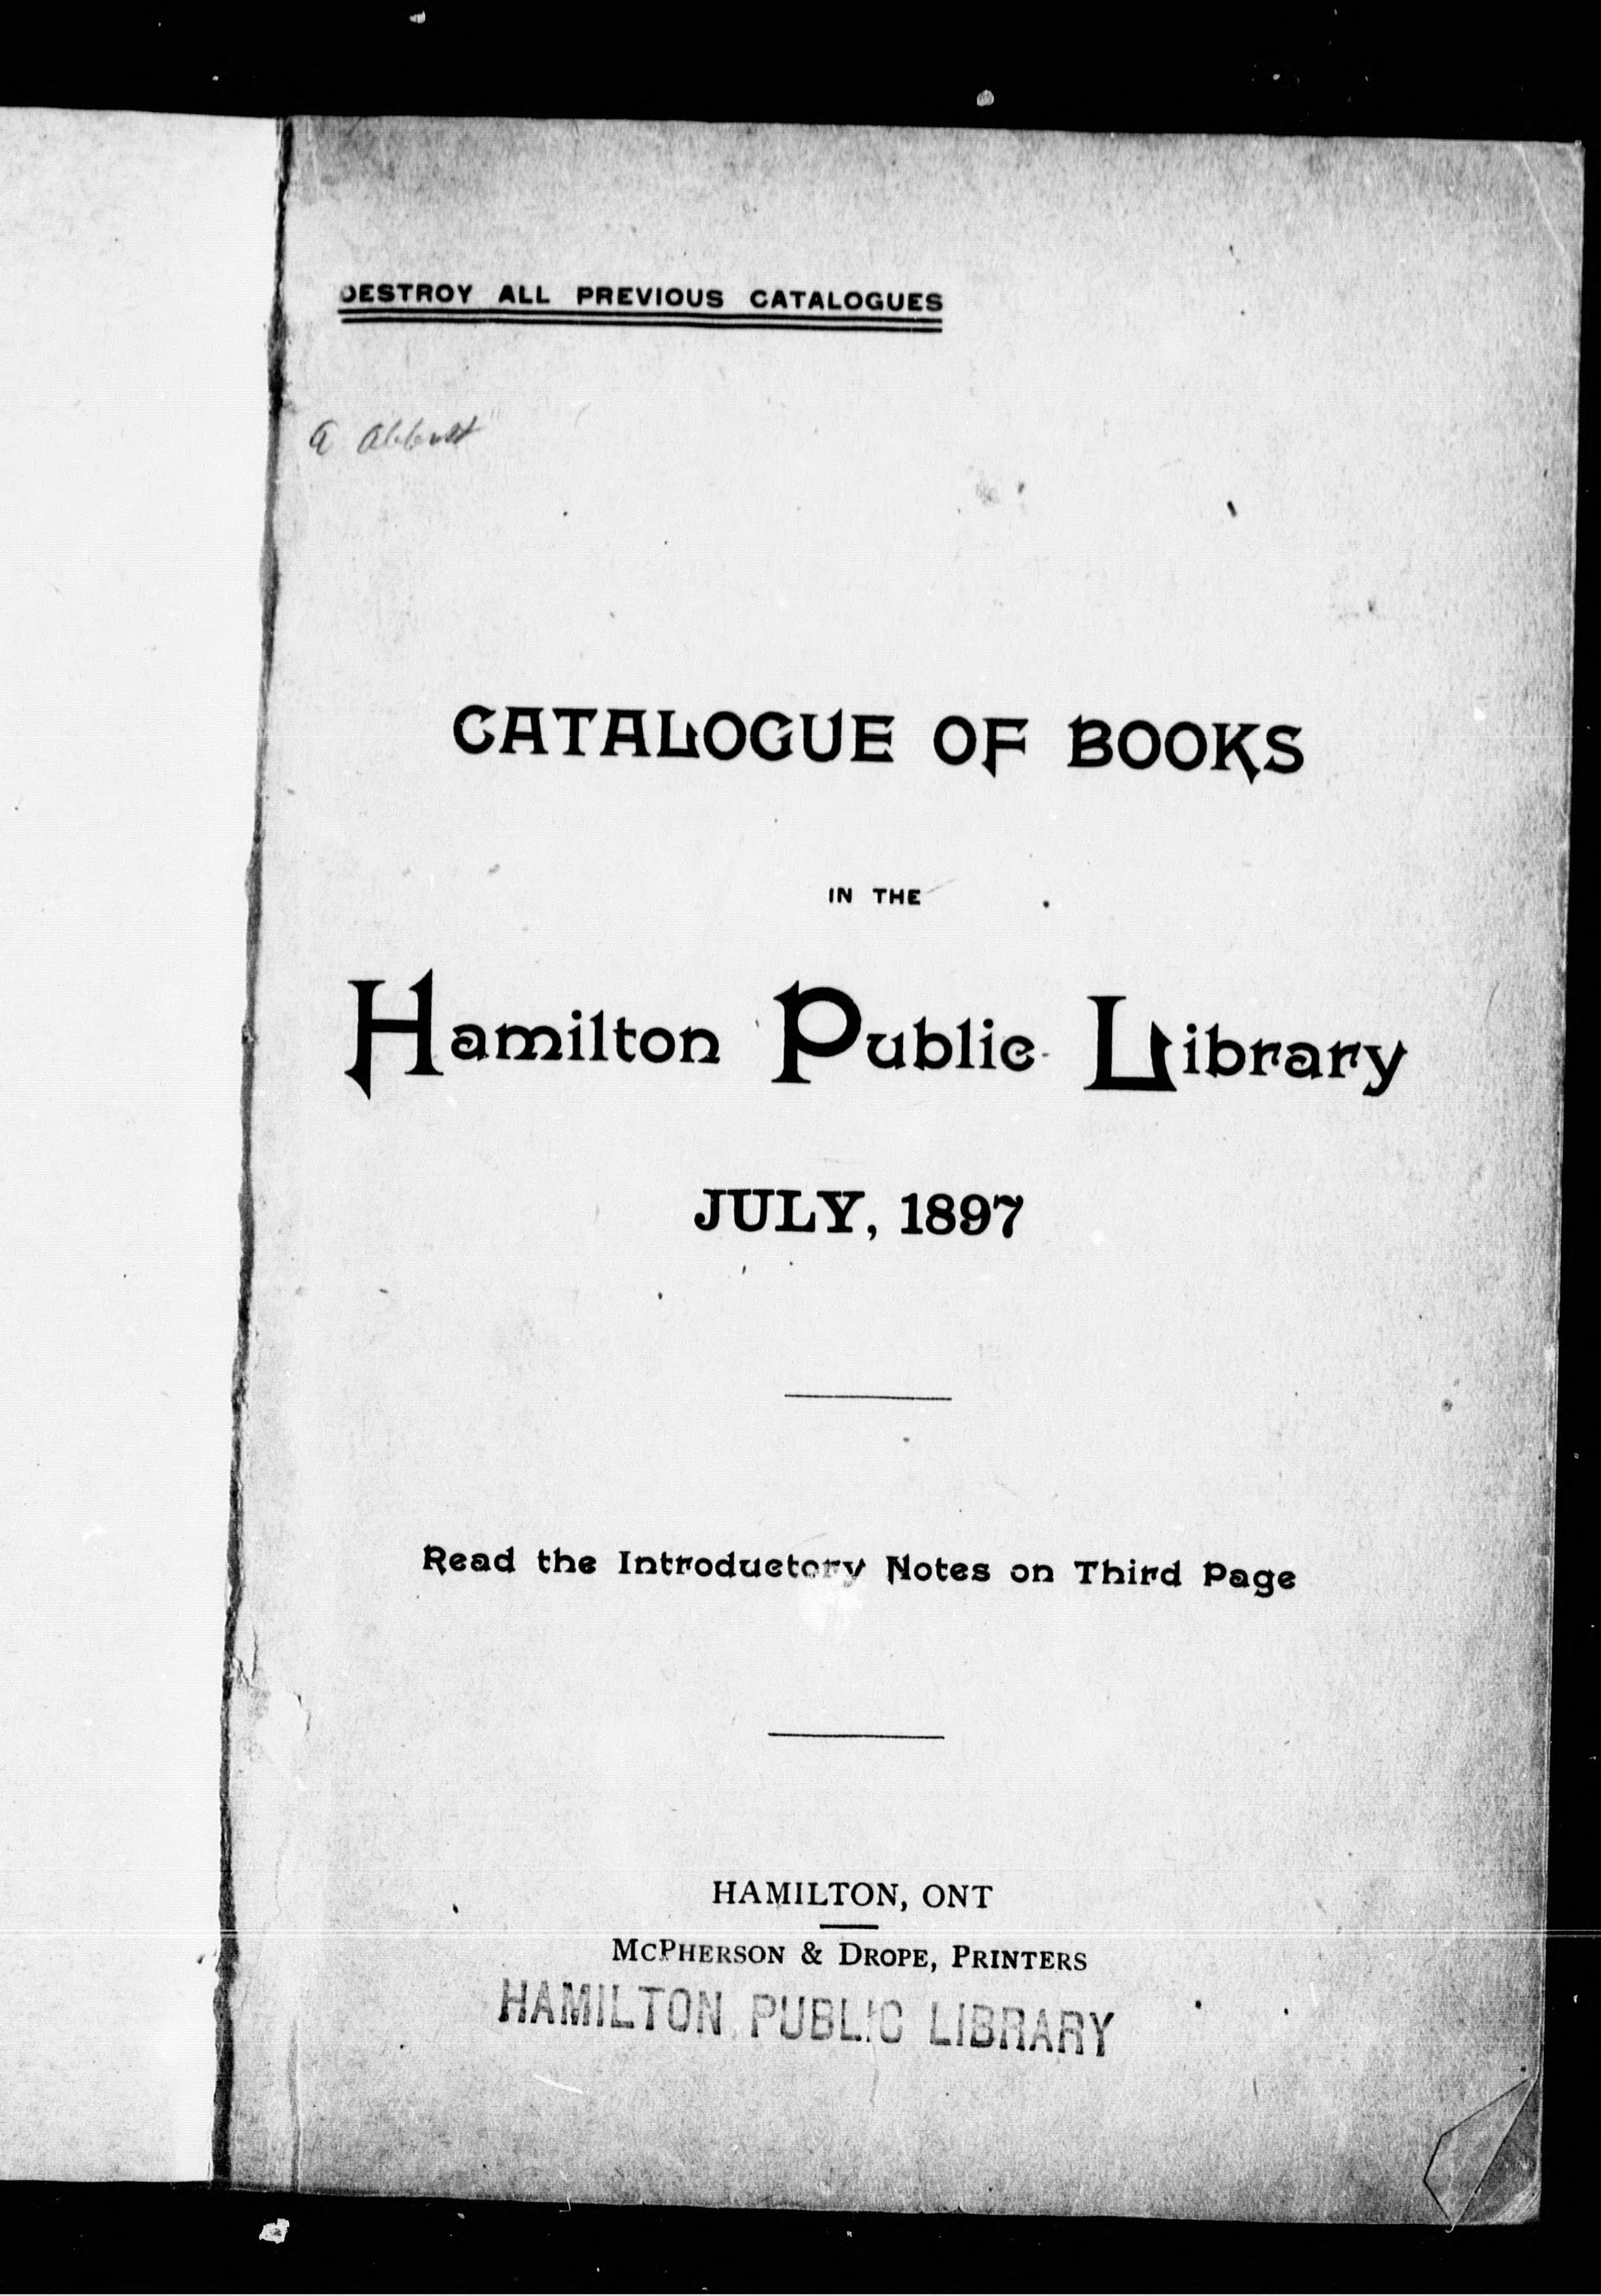 DESTROY ALL PREVIOUS CATALOGUES
A Abbott
CATALOGUE OF BOOKS
IN THE
Hamilton Public Library
JULY, 1897
Read the Introductory Notes on Third Page
HAMILTON, ONT
McPHERSON & DROPE, PRINTERS
HAMILTON PUBLIC LIBRARY